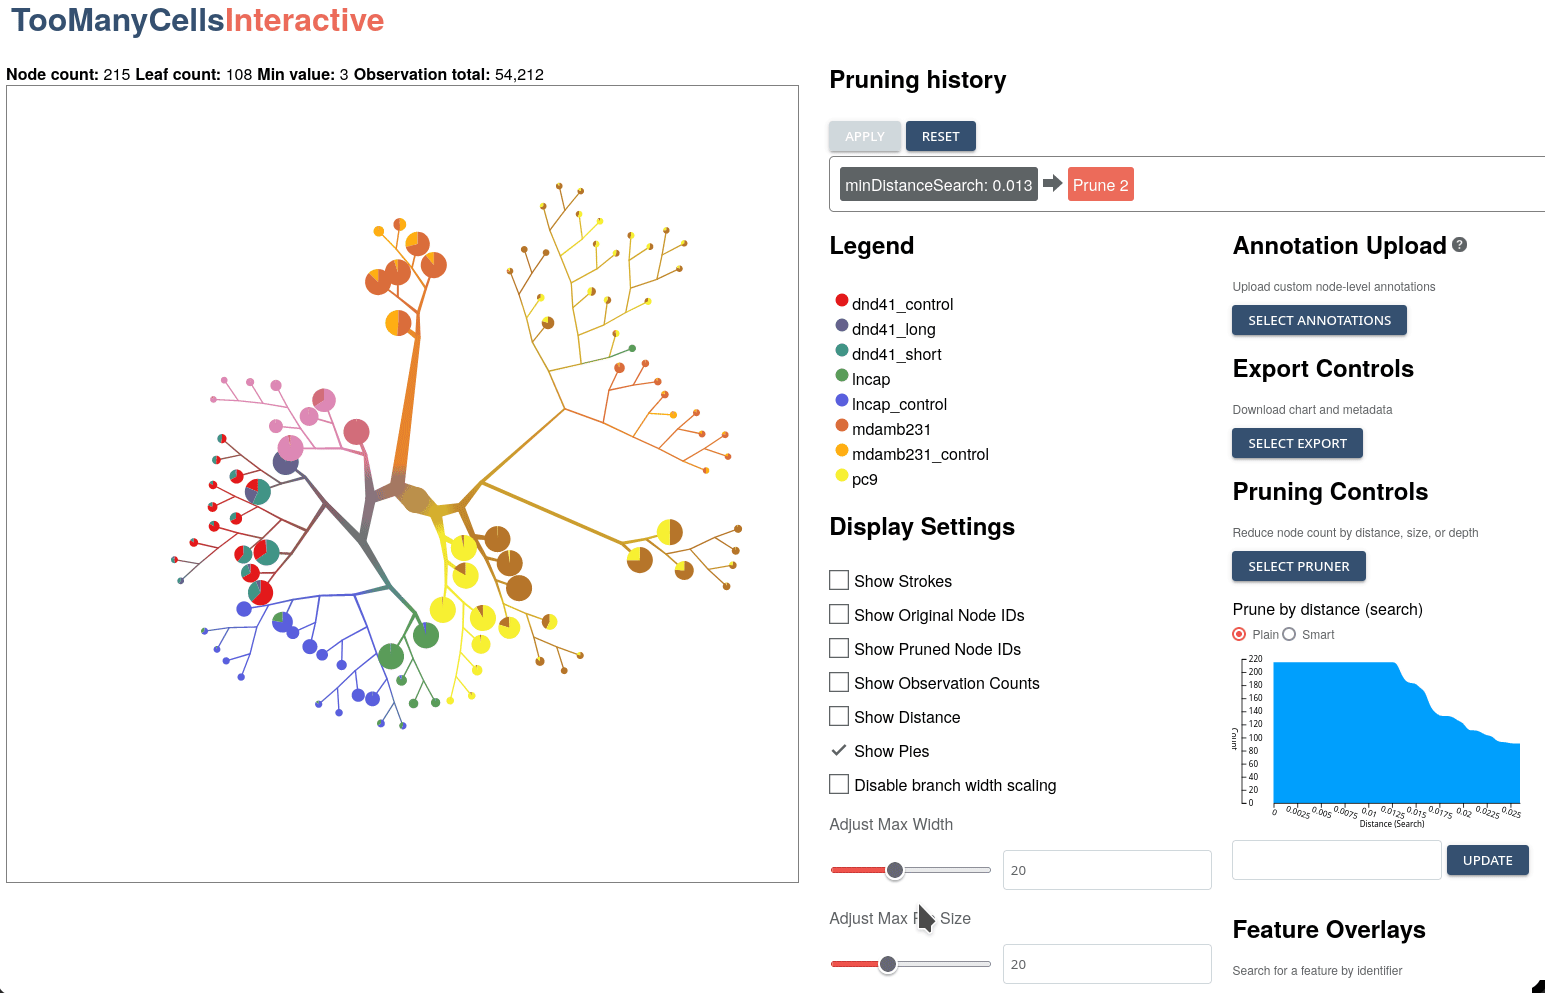 TooManyCellsInteractive
Node count: 215 Leaf count: 108 Min value: 3 Observation total: 54,212
Pruning history
APPLY
RESET
minDistanceSearch: 0.013
Prune 2
Legend
dnd41_control
dnd41_long
dnd41_short
lncap
lncap_control
mdamb231
mdamb231_control
pc9
Display Settings
Show Strokes
Show Original Node IDs
Show Pruned Node IDs
Show Observation Counts
Show Distance
Show Pies
Disable branch width scaling
Adjust Max Width
20
Adjust Max Size
20
Annotation Upload ?
Upload custom node-level annotations
SELECT ANNOTATIONS
Export Controls
Download chart and metadata
SELECT EXPORT
Pruning Controls
Reduce node count by distance, size, or depth
SELECT PRUNER
Prune by distance (search)
Plain Smart
220
200
180
160
140
120
100
80
60
40
20
0
0 0.0025 0.005 0.0075 0.01 0.0125 0.015 0.0175 0.02 0.0225 0.025
Distance (Search)
UPDATE
Feature Overlays
Search for a feature by identifier